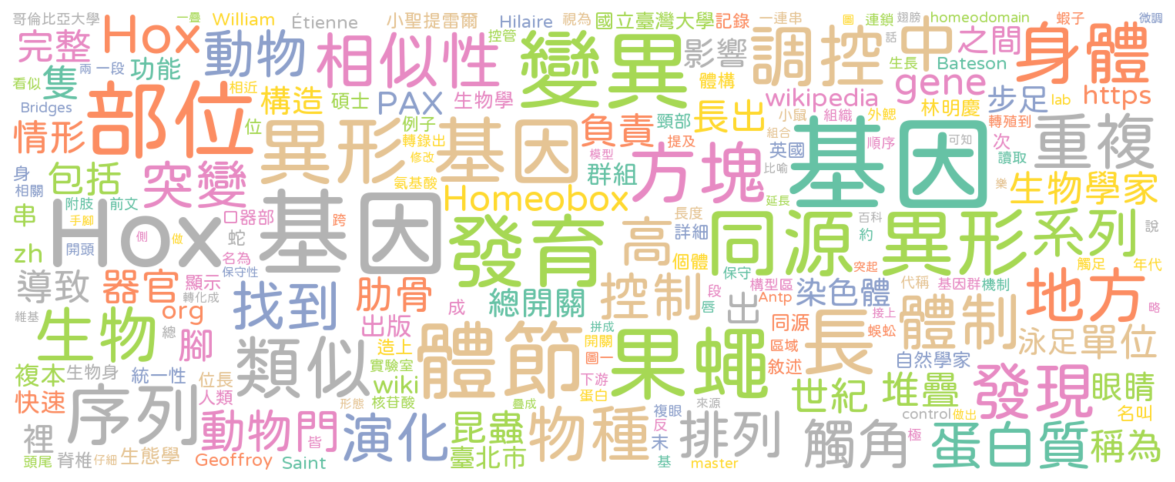 哥倫比亞大學 一疊 William Étienne 小聖提雷爾 Hilaire 視為 國立臺灣大學 記錄 一連串 圖 連鎖 翅膀 homeodomain 蝦子 微調
完整 Hox 動物 相似性 變異 控管 影響 調控 中 話 之間 身體
看似 隻 兩 一段 功能 相近 體構 生長 Bateson
Bridges 部位 構造 碩士 PAX 生物學 長出 小鼠 組織 wikipedia 外鰓 gene 林明慶 步足 lab https
情形 位 例子 轉錄出 修改 負責 頸部 提及 組合 英國 順序 次 讀取 轉殖到 重複
身 相關 包括 突變 異形 基因 氨基酸 群組 模型 方塊 比喻 基因 可知 樂 生物學家
串 附肢 前文 手腳 Hox 口器部 基因 跨 Homeobox 延長 長度 百科 說
zh 開頭 側 做 蛇 名為 保守性 發育 高 詳細 個體 約 保守 同源 異形 系列 突起 觸足 年代
導致 器官 顯示 轉化成 找到 肋骨 成 總開關 控制 段 出 構型區 Antp 染色體 代稱 基因群 機制 地方
維基 org 總 腳 出版 造上 體節 拼成 開關 果蠅 唇 同源 長 接上 蜈蚣 體制 泳足 單位 略
生物 類似 實驗室 圖一 區域 自然學家
複本 生物身 統一性 位長 人類 wiki 核苷酸 下游 蛋白 敘述 世紀 堆疊 發現 眼睛
快速 序列 形態 疊成 複眼 來源 control 做出 名叫
裡 動物門 演化 皆 昆蟲 物種 反 末 排列 觸角 極 蛋白質 稱為
頭尾 脊椎 仔細 生態學 Geoffroy Saint 臺北市 基 master